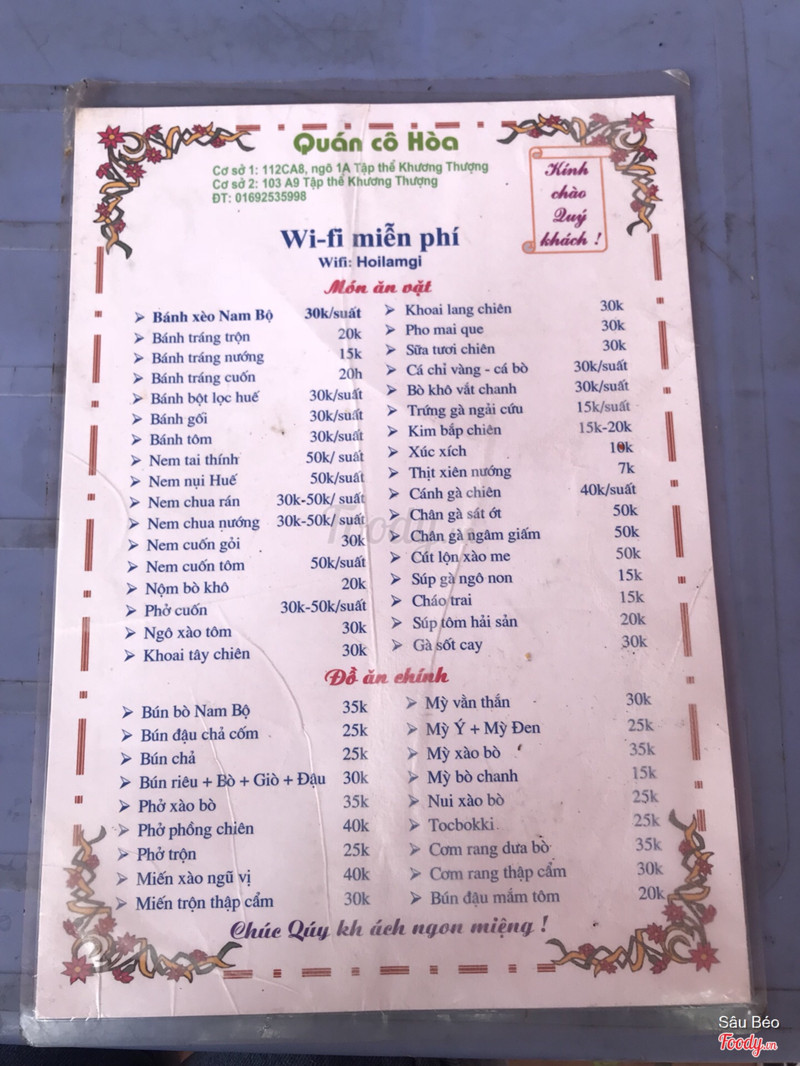 Quán cô Hòa
Cơ sở 1: 112CA8, ngõ 1A Tập thể Khương Thượng
Cơ sở 2: 103 A9 Tập thể Khương Thượng
ĐT: 01692535998
Kính
chào
Quý
khách !
Wi-fi miễn phí
Wifi: Hoilamgi
Món ăn vặt
Bánh xèo Nam Bộ 30k/suất
Bánh tráng trộn 20k
Bánh tráng nướng 15k
Bánh tráng cuốn 20h
Bánh bột lọc huế 30k/suất
Bánh gối 30k/suất
Bánh tôm 30k/suất
Nem tai thính 50k/ suất
Nem nụi Huế 50k/suất
Nem chua rán 30k-50k/ suất
Nem chua nướng 30k-50k/ suất
Nem cuốn gỏi 30k
Nem cuốn tôm 50k/suất
Nộm bò khô 20k
Phở cuốn 30k-50k/suất
Ngô xào tôm 30k
Khoai tây chiên 30k
Khoai lang chiên 30k
Pho mai que 30k
Sữa tươi chiên 30k
Cá chỉ vàng - cá bò 30k/suất
Bò khô vắt chanh 30k/suất
Trứng gà ngải cứu 15k/suất
Kim bắp chiên 15k-20k
Xúc xích 10k
Thịt xiên nướng 7k
Cánh gà chiên 40k/suất
Chân gà sát ớt 50k
Chân gà ngâm giấm 50k
Cút lộn xào me 50k
Súp gà ngô non 15k
Cháo trai 15k
Súp tôm hải sản 20k
Gà sốt cay 30k
Đồ ăn chính
Bún bò Nam Bộ 35k
Bún đậu chả cốm 25k
Bún chả 25k
Bún riêu + Bò + Giò + Đậu 30k
Phở xào bò 35k
Phở phồng chiên 40k
Phở trộn 25k
Miến xào ngũ vị 40k
Miến trộn thập cẩm 30k
Mỳ vằn thắn 30k
Mỳ Ý + Mỳ Đen 25k
Mỳ xào bò 35k
Mỳ bò chanh 15k
Nui xào bò 25k
Tocbokki 25k
Cơm rang dưa bò 35k
Cơm rang thập cẩm 30k
Bún đậu mắm tôm 20k
Chúc Qúy kh ách ngon miệng !
Foody
Sâu Béo
Foody.vn